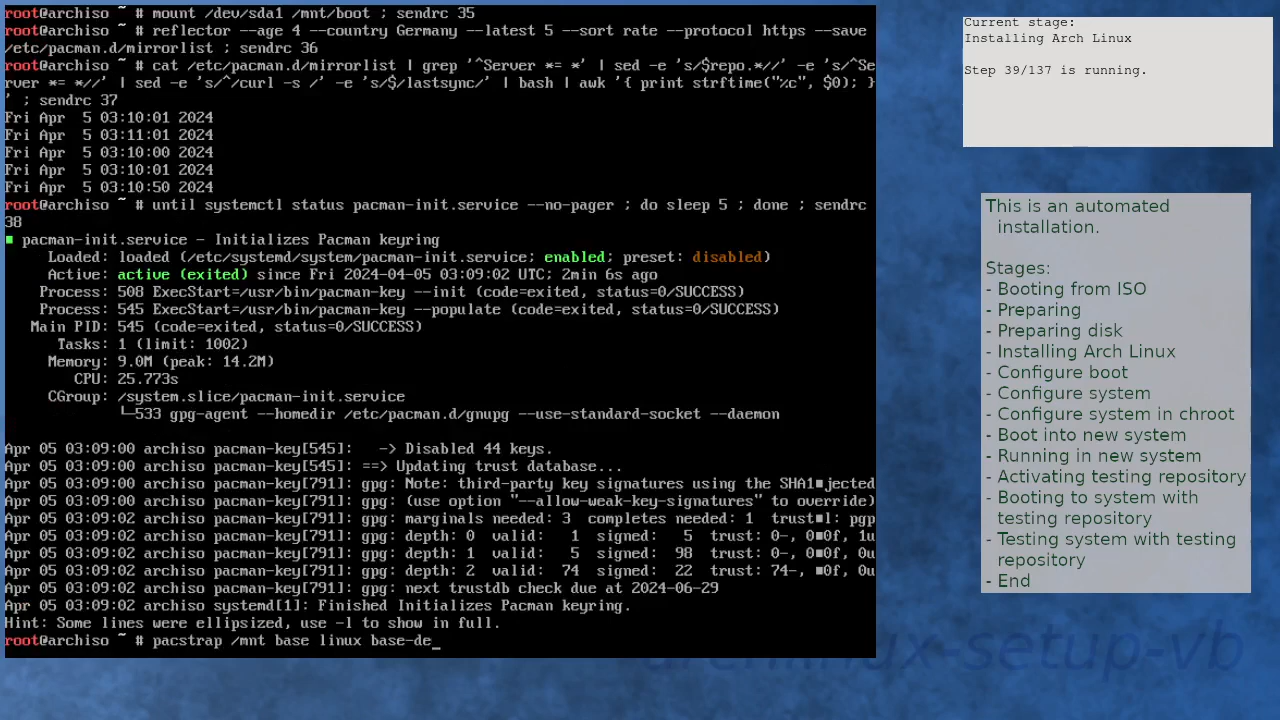 root@archiso ~ # mount /dev/sda1 /mnt/boot ; sendrc 35
root@archiso ~ # reflector --age 4 --country Germany --latest 5 --sort rate --protocol https --save
/etc/pacman.d/mirrorlist ; sendrc 36
root@archiso ~ # cat /etc/pacman.d/mirrorlist | grep '^Server *= *' | sed -e 's/$repo.*//' -e 's/^Se
rver *= *//' | sed -e 's/^/curl -s /' -e 's/$/lastsync/' | bash | awk '{ print strftime("%c", $0); }
' ; sendrc 37
Fri Apr  5 03:10:01 2024
Fri Apr  5 03:11:01 2024
Fri Apr  5 03:10:00 2024
Fri Apr  5 03:10:01 2024
Fri Apr  5 03:10:50 2024
root@archiso ~ # until systemctl status pacman-init.service --no-pager ; do sleep 5 ; done ; sendrc
38
■ pacman-init.service - Initializes Pacman keyring
     Loaded: loaded (/etc/systemd/system/pacman-init.service; enabled; preset: disabled)
     Active: active (exited) since Fri 2024-04-05 03:09:02 UTC; 2min 6s ago
    Process: 508 ExecStart=/usr/bin/pacman-key --init (code=exited, status=0/SUCCESS)
    Process: 545 ExecStart=/usr/bin/pacman-key --populate (code=exited, status=0/SUCCESS)
   Main PID: 545 (code=exited, status=0/SUCCESS)
      Tasks: 1 (limit: 1002)
     Memory: 9.0M (peak: 14.2M)
        CPU: 25.773s
     CGroup: /system.slice/pacman-init.service
             └─533 gpg-agent --homedir /etc/pacman.d/gnupg --use-standard-socket --daemon
Apr 05 03:09:00 archiso pacman-key[545]:   -> Disabled 44 keys.
Apr 05 03:09:00 archiso pacman-key[545]: ==> Updating trust database...
Apr 05 03:09:00 archiso pacman-key[791]: gpg: Note: third-party key signatures using the SHA1■jected
Apr 05 03:09:00 archiso pacman-key[791]: gpg: (use option "--allow-weak-key-signatures" to override)
Apr 05 03:09:02 archiso pacman-key[791]: gpg: marginals needed: 3  completes needed: 1  trust■l: pgp
Apr 05 03:09:02 archiso pacman-key[791]: gpg: depth: 0  valid:   1  signed:   5  trust: 0-, 0■0f, 1u
Apr 05 03:09:02 archiso pacman-key[791]: gpg: depth: 1  valid:   5  signed:  98  trust: 0-, 0■0f, 0u
Apr 05 03:09:02 archiso pacman-key[791]: gpg: depth: 2  valid:  74  signed:  22  trust: 74-, ■0f, 0u
Apr 05 03:09:02 archiso pacman-key[791]: gpg: next trustdb check due at 2024-06-29
Apr 05 03:09:02 archiso systemd[1]: Finished Initializes Pacman keyring.
Hint: Some lines were ellipsized, use -l to show in full.
root@archiso ~ # pacstrap /mnt base linux base-de_
Current stage:
Installing Arch Linux
Step 39/137 is running.
This is an automated
installation.
Stages:
- Booting from ISO
- Preparing
- Preparing disk
- Installing Arch Linux
- Configure boot
- Configure system
- Configure system in chroot
- Boot into new system
- Running in new system
- Activating testing repository
- Booting to system with
testing repository
- Testing system with testing
repository
- End
archlinux-setup-vb